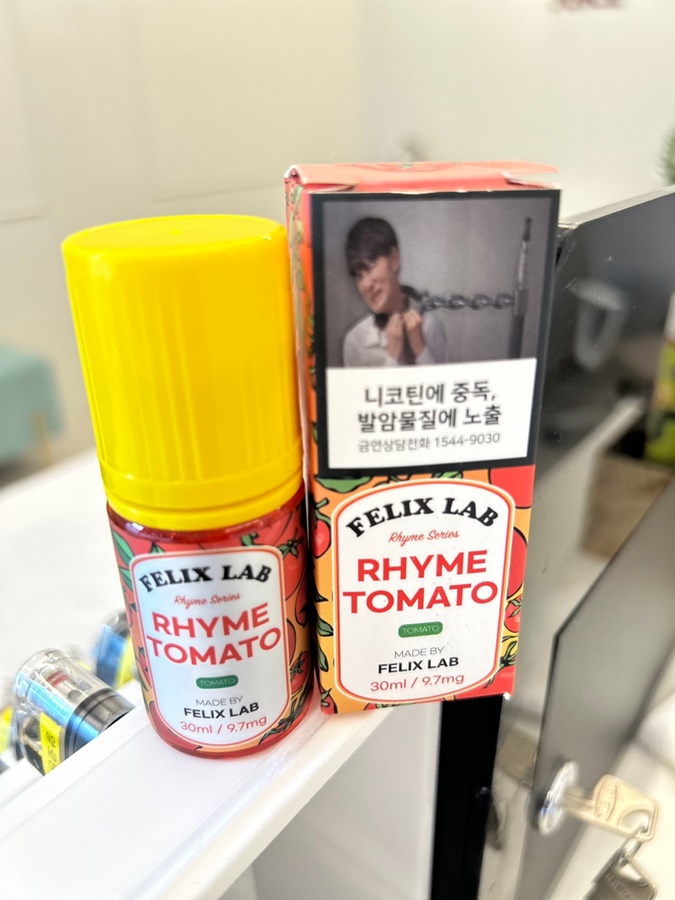 니코틴에 중독,
발암물질에 노출
금연상담전화 1544-9030
FELIX LAB
Rhyme Series
RHYME
TOMATO
TOMATO
MADE BY
FELIX LAB
30ml / 9.7mg
FELIX LAB
Rhyme Series
RHYME
TOMATO
TOMATO
MADE BY
FELIX LAB
30ml / 9.7mg